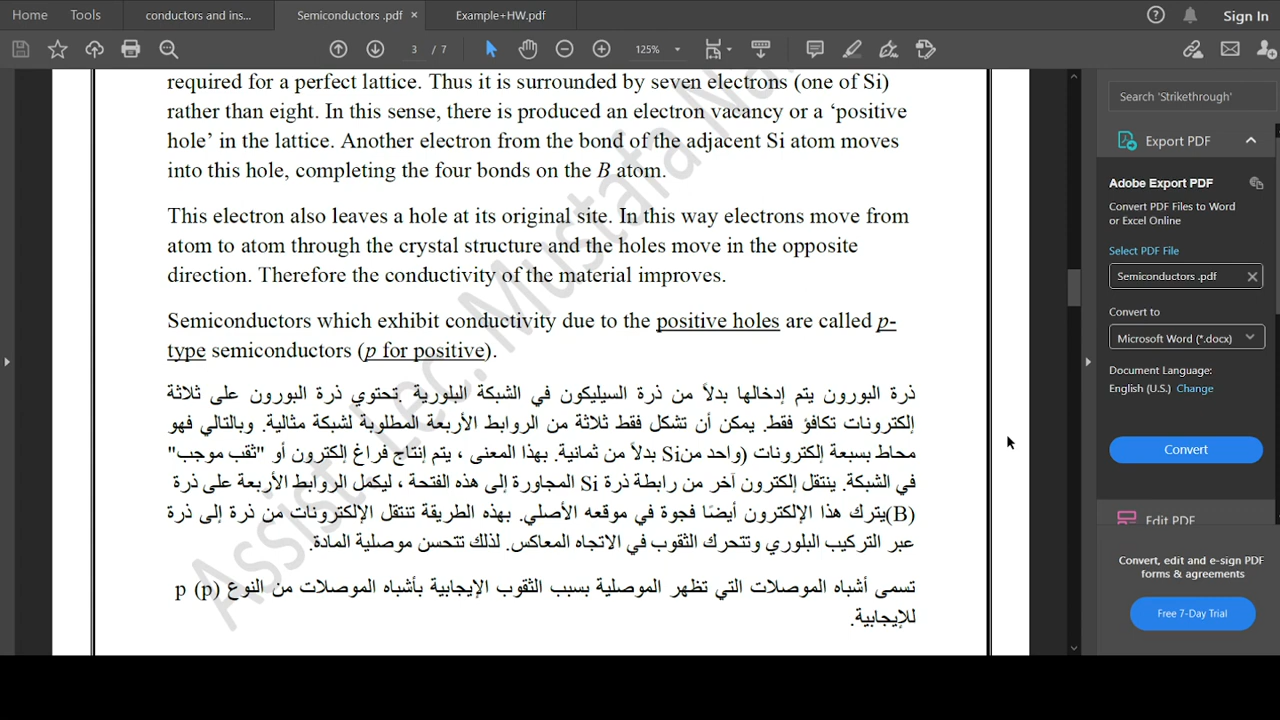 Home Tools conductors and ins... Semiconductors .pdf × Example+HW.pdf Sign In
3 / 7 125%
required for a perfect lattice. Thus it is surrounded by seven electrons (one of Si)
rather than eight. In this sense, there is produced an electron vacancy or a ‘positive
hole’ in the lattice. Another electron from the bond of the adjacent Si atom moves
into this hole, completing the four bonds on the B atom.
This electron also leaves a hole at its original site. In this way electrons move from
atom to atom through the crystal structure and the holes move in the opposite
direction. Therefore the conductivity of the material improves.
Semiconductors which exhibit conductivity due to the positive holes are called p-
type semiconductors (p for positive).
ذرة البورون يتم إدخالها بدلاً من ذرة السيليكون في الشبكة البلورية .تحتوي ذرة البورون على ثلاثة
إلكترونات تكافؤ فقط. يمكن أن تشكل فقط ثلاثة من الروابط الأربعة المطلوبة لشبكة مثالية. وبالتالي فهو
محاط بسبعة إلكترونات (واحد منSi بدلاً من ثمانية. بهذا المعنى ، يتم إنتاج فراغ إلكترون أو "ثقب موجب"
في الشبكة. ينتقل إلكترون آخر من رابطة ذرة Si المجاورة إلى هذه الفتحة ، ليكمل الروابط الأربعة على ذرة
(B)يترك هذا الإلكترون أيضًا فجوة في موقعه الأصلي. بهذه الطريقة تنتقل الإلكترونات من ذرة إلى ذرة
عبر التركيب البلوري وتتحرك الثقوب في الاتجاه المعاكس. لذلك تتحسن موصلية المادة.
تسمى أشباه الموصلات التي تظهر الموصلية بسبب الثقوب الإيجابية بأشباه الموصلات من النوع p (p)
للإيجابية.
Assist. Lec. Mustafa
Search 'Strikethrough'
Export PDF
Adobe Export PDF
Convert PDF Files to Word
or Excel Online
Select PDF File
Semiconductors .pdf
Convert to
Microsoft Word (*.docx)
Document Language:
English (U.S.) Change
Convert
Edit PDF
Convert, edit and e-sign PDF
forms & agreements
Free 7-Day Trial